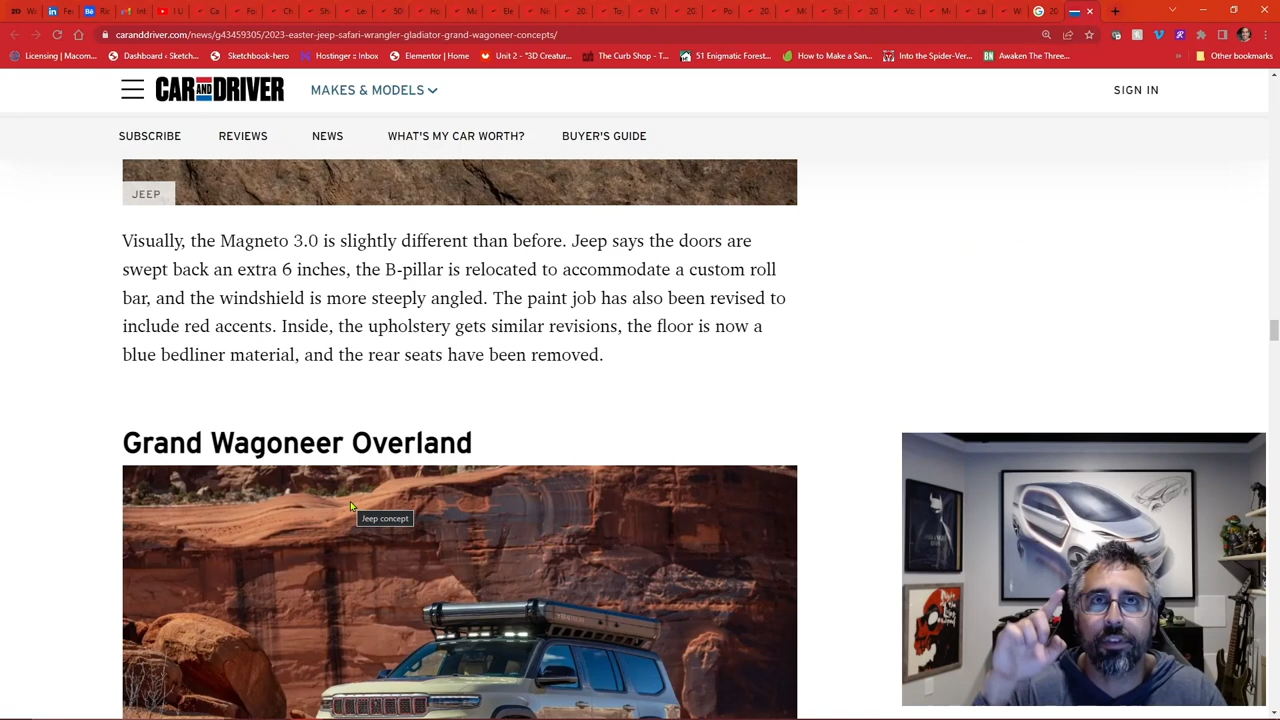 caranddriver.com/news/g43459305/2023-easter-jeep-safari-wrangler-gladiator-grand-wagoneer-concepts/
Licensing | Macom...
Dashboard ‹ Sketch...
Sketchbook-hero
Hostinger :: Inbox
Elementor | Home
Unit 2 - "3D Creatur...
The Curb Shop - T...
51 Enigmatic Forest...
How to Make a San...
Into the Spider-Ver...
Awaken The Three...
Other bookmarks
CAR AND DRIVER
MAKES & MODELS
SIGN IN
SUBSCRIBE
REVIEWS
NEWS
WHAT'S MY CAR WORTH?
BUYER'S GUIDE
JEEP
Visually, the Magneto 3.0 is slightly different than before. Jeep says the doors are
swept back an extra 6 inches, the B-pillar is relocated to accommodate a custom roll
bar, and the windshield is more steeply angled. The paint job has also been revised to
include red accents. Inside, the upholstery gets similar revisions, the floor is now a
blue bedliner material, and the rear seats have been removed.
Grand Wagoneer Overland
Jeep concept